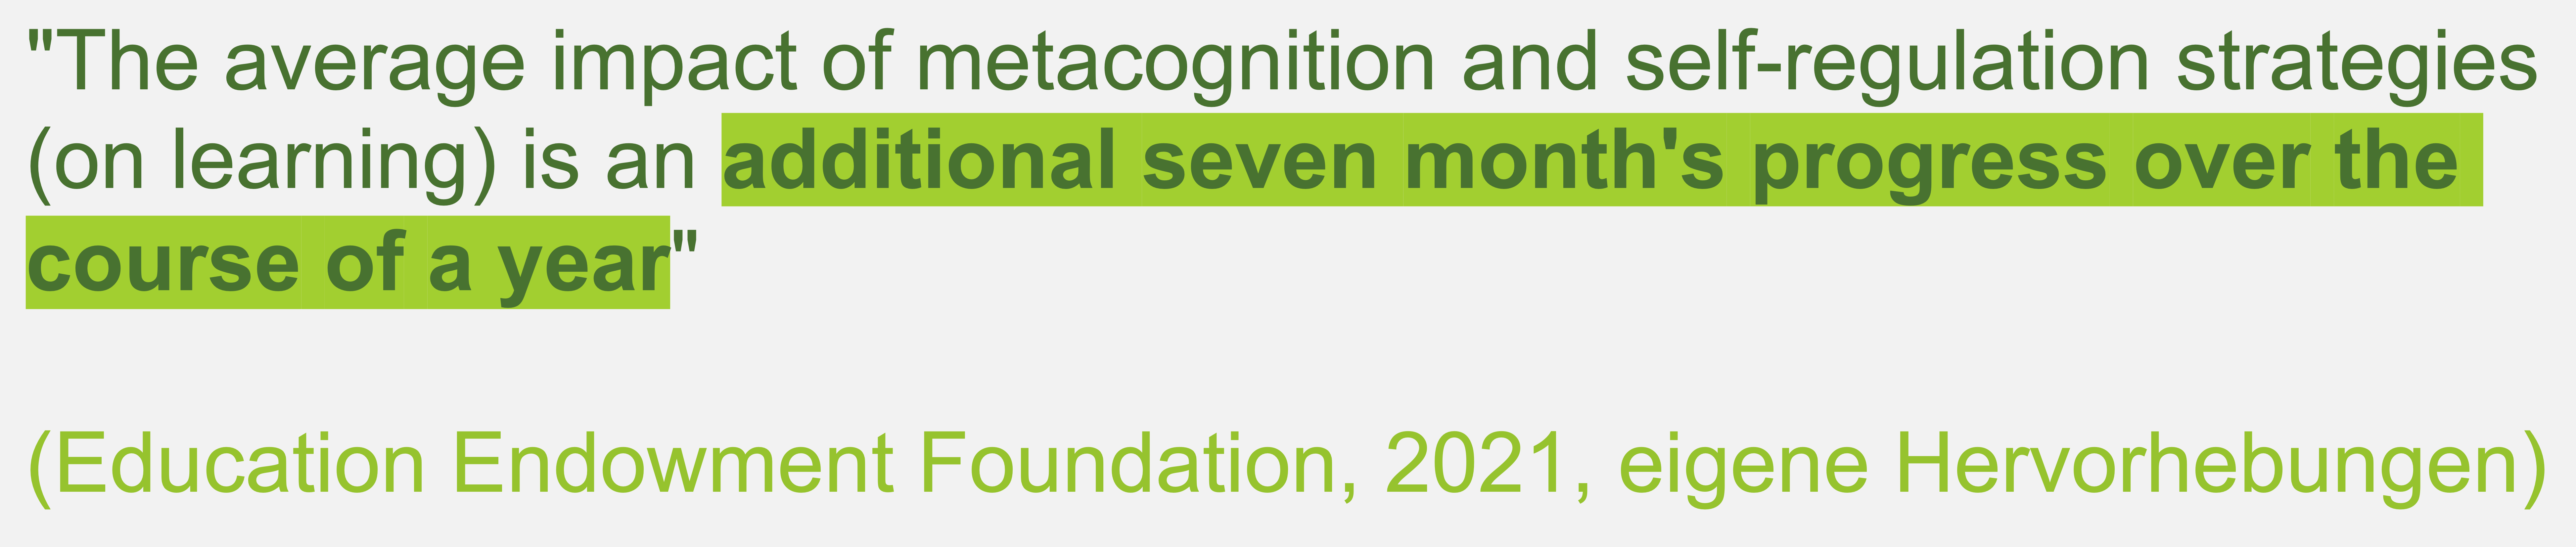 "The average impact of metacognition and self-regulation strategies
(on learning) is an additional seven month's progress over the
course of a year"
(Education Endowment Foundation, 2021, eigene Hervorhebungen)